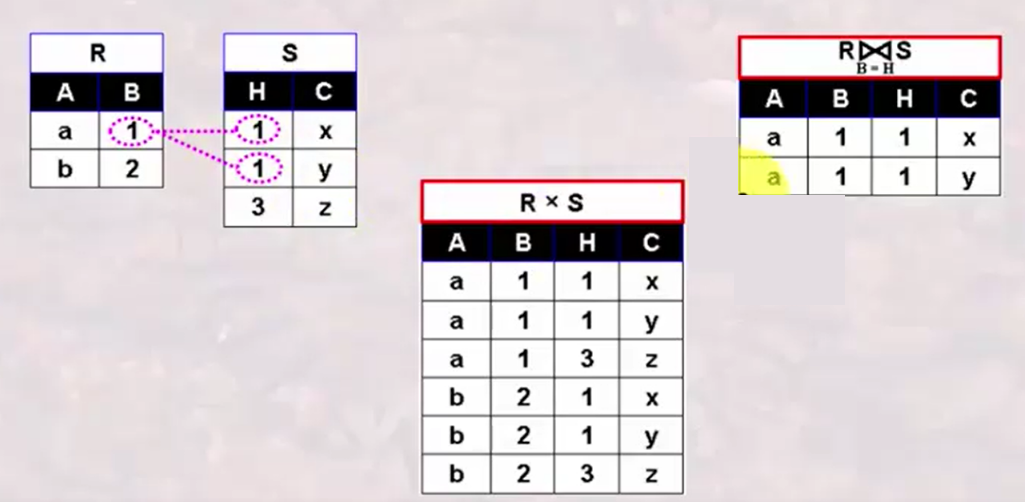 R
A B
a 1
b 2
S
H C
1 x
1 y
3 z
R × S
A B H C
a 1 1 x
a 1 1 y
a 1 3 z
b 2 1 x
b 2 1 y
b 2 3 z
R⋈S
B=H
A B H C
a 1 1 x
a 1 1 y